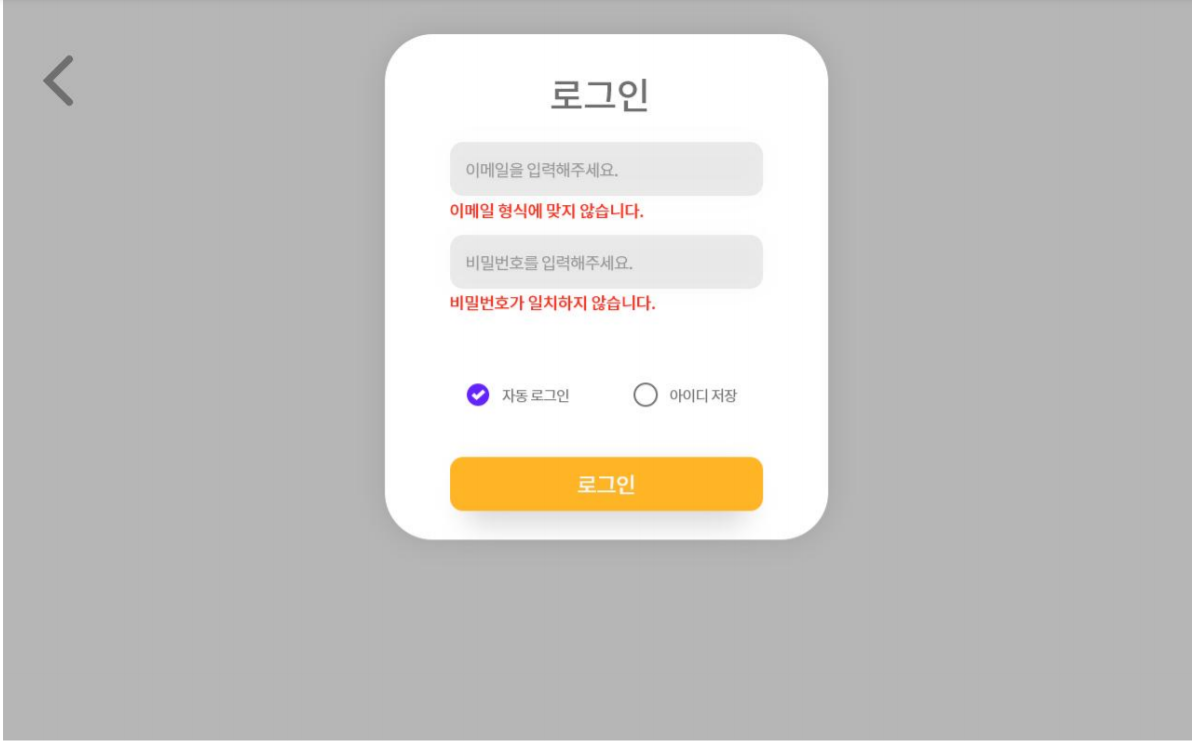 로그인
이메일을 입력해주세요.
이메일 형식에 맞지 않습니다.
비밀번호를 입력해주세요.
비밀번호가 일치하지 않습니다.
자동 로그인 아이디 저장
로그인